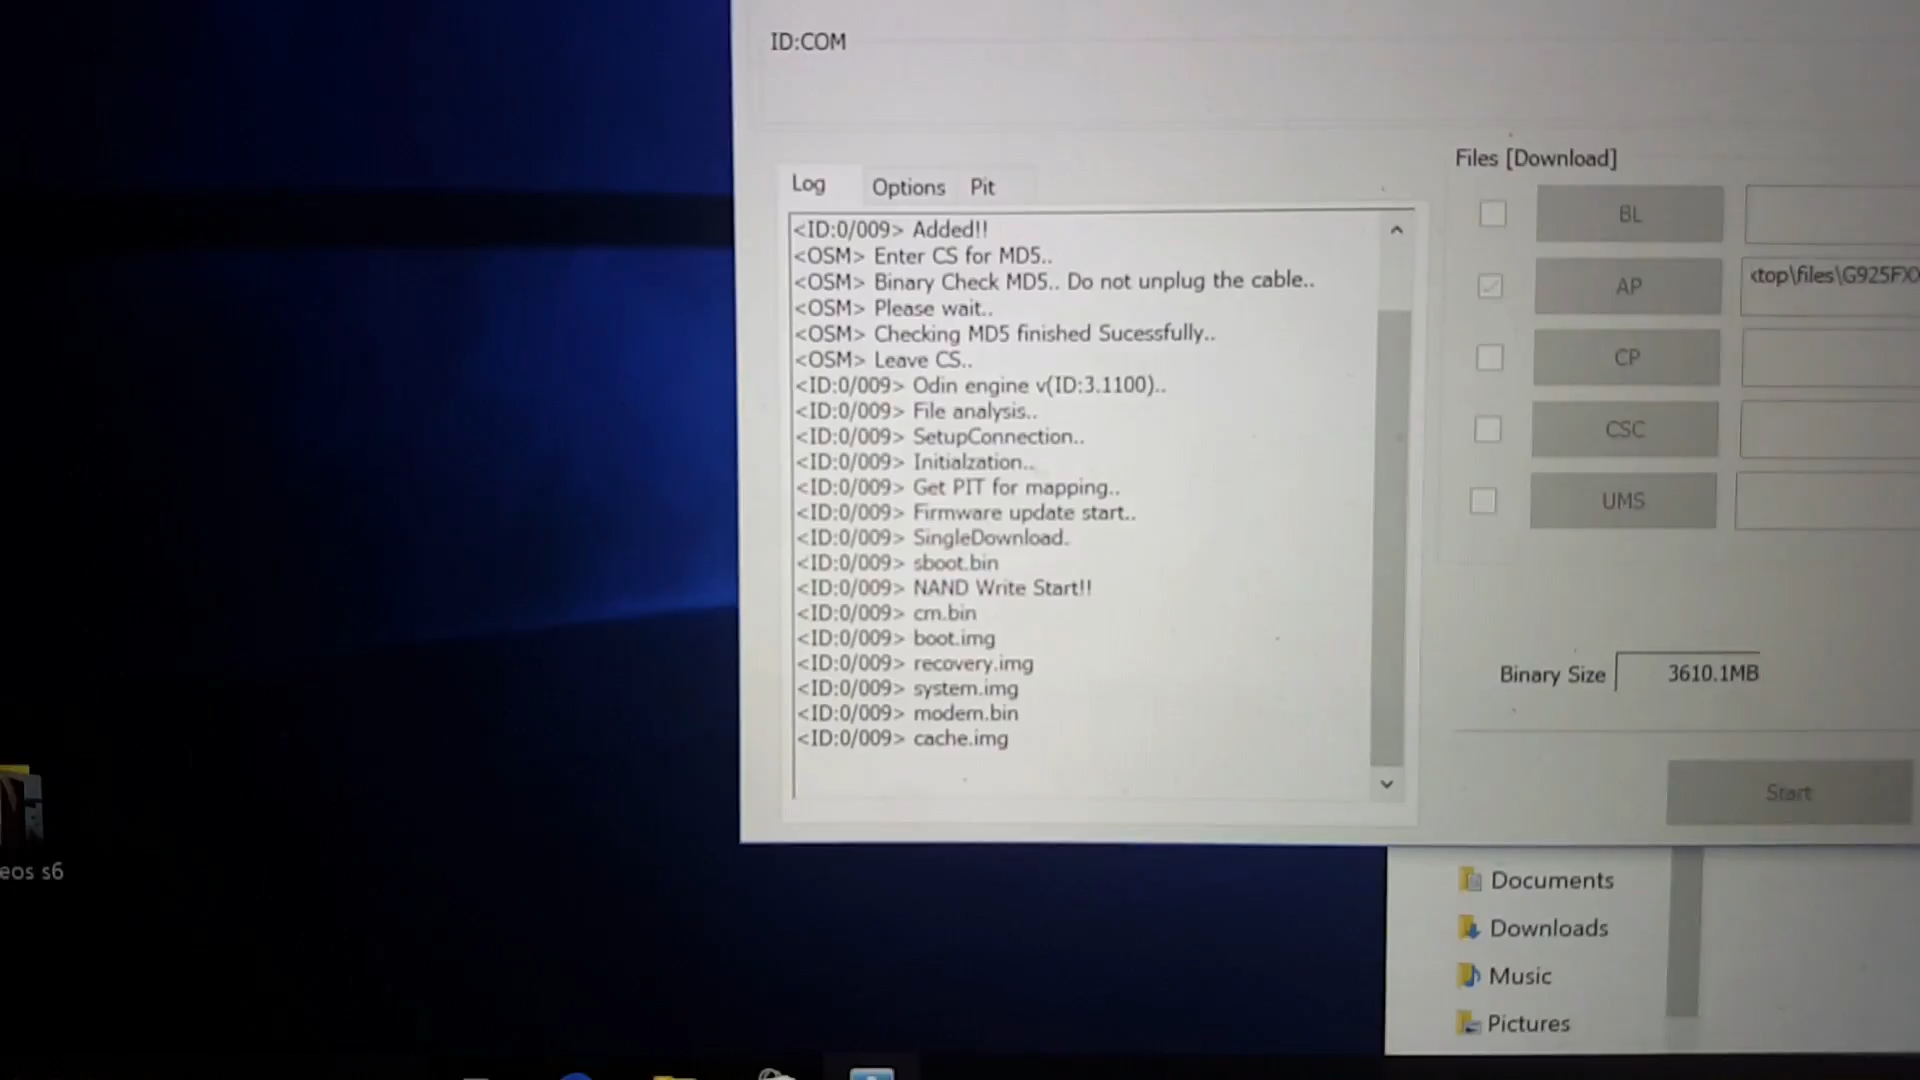 ID:COM
Log
Options
Pit
<ID:0/009> Added!!
<OSM> Enter CS for MD5..
<OSM> Binary Check MD5.. Do not unplug the cable..
<OSM> Please wait..
<OSM> Checking MD5 finished Sucessfully..
<OSM> Leave CS..
<ID:0/009> Odin engine v(ID:3.1100)..
<ID:0/009> File analysis..
<ID:0/009> SetupConnection..
<ID:0/009> Initialzation..
<ID:0/009> Get PIT for mapping..
<ID:0/009> Firmware update start..
<ID:0/009> SingleDownload.
<ID:0/009> sboot.bin
<ID:0/009> NAND Write Start!!
<ID:0/009> cm.bin
<ID:0/009> boot.img
<ID:0/009> recovery.img
<ID:0/009> system.img
<ID:0/009> modem.bin
<ID:0/009> cache.img
Files [Download]
BL
AP
top\files\G925FX
CP
CSC
UMS
Binary Size
3610.1MB
Start
eos s6
Documents
Downloads
Music
Pictures